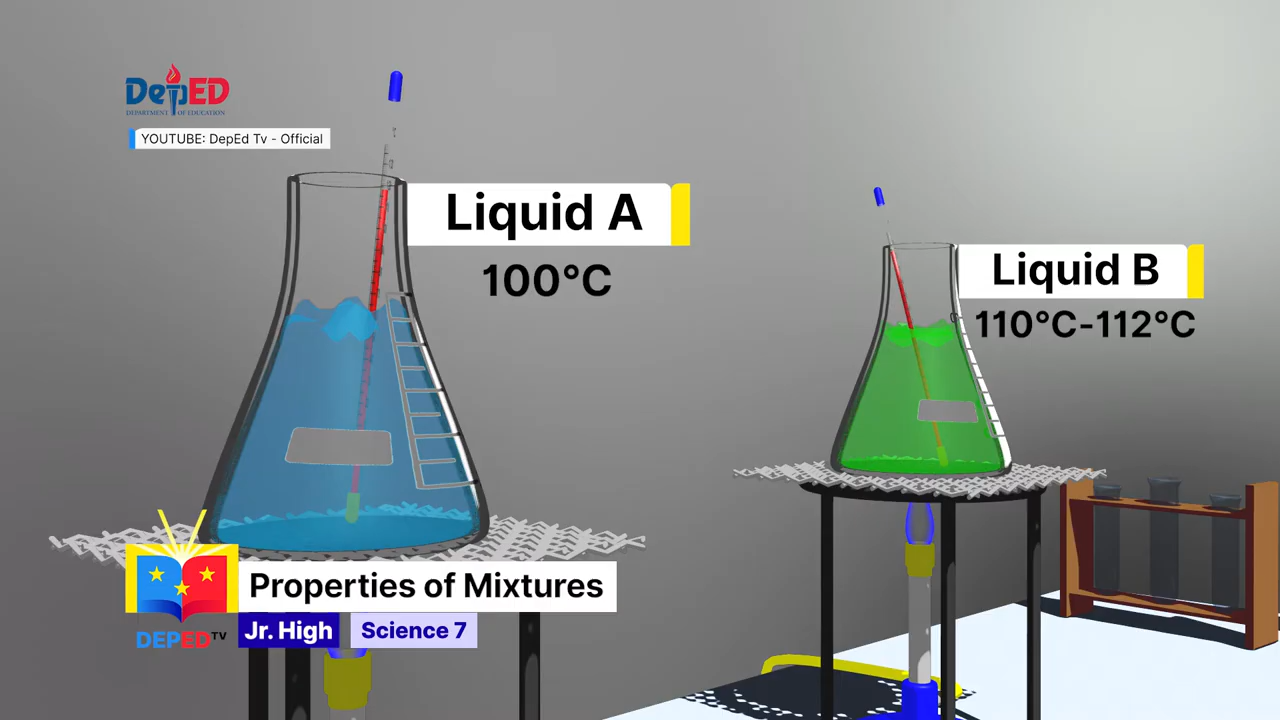 DepED
DEPARTMENT OF EDUCATION
YOUTUBE: DepEd Tv - Official
Liquid A
100°C
Liquid B
110°C-112°C
Properties of Mixtures
DEPED TV
Jr. High
Science 7